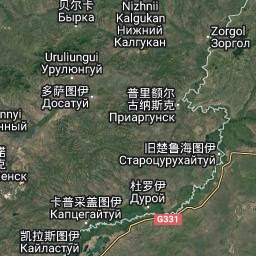 贝尔卡
Бырка
Nizhnii
Kalgukan
Нижний
Калгукан
Zorgol
Зоргол
Uruliungui
Урулюнгуй
多萨图伊
Досатуй
普里额尔
古纳斯克
Приаргунск
旧楚鲁海图伊
Староцурухайтуй
杜罗伊
Дурой
卡普采盖图伊
Капцегайтуй
G331
凯拉斯图伊
Кайластуй